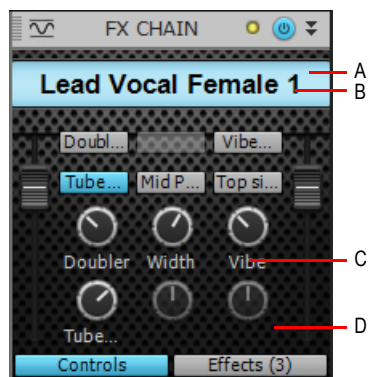 FX CHAIN
Lead Vocal Female 1
A
B
Doubl...
Vibe...
Tube...
Mid P...
Top si...
Doubler
Width
Vibe
C
Tube...
D
Controls
Effects (3)